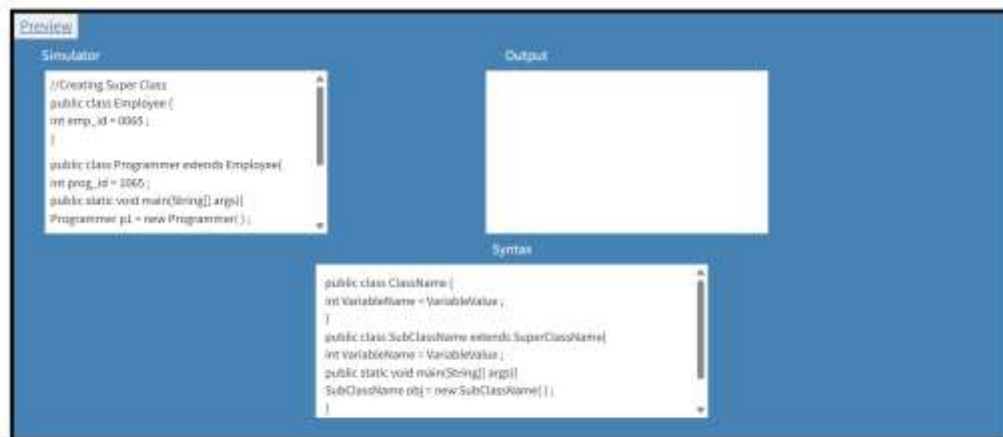 Preview
Simulator
Output
//Creating Super Class
public class Employee {
int emp_id = 0065 ;
}
public class Programmer extends Employee{
int prog_id = 1065 ;
public static void main(String[] args){
Programmer p1 = new Programmer( ) ;
Syntax
public class ClassName {
int VariableName = VariableValue ;
}
public class SubClassName extends SuperClassName{
int VariableName = VariableValue ;
public static void main(String[] args){
SubClassName obj = new SubClassName( ) ;
}